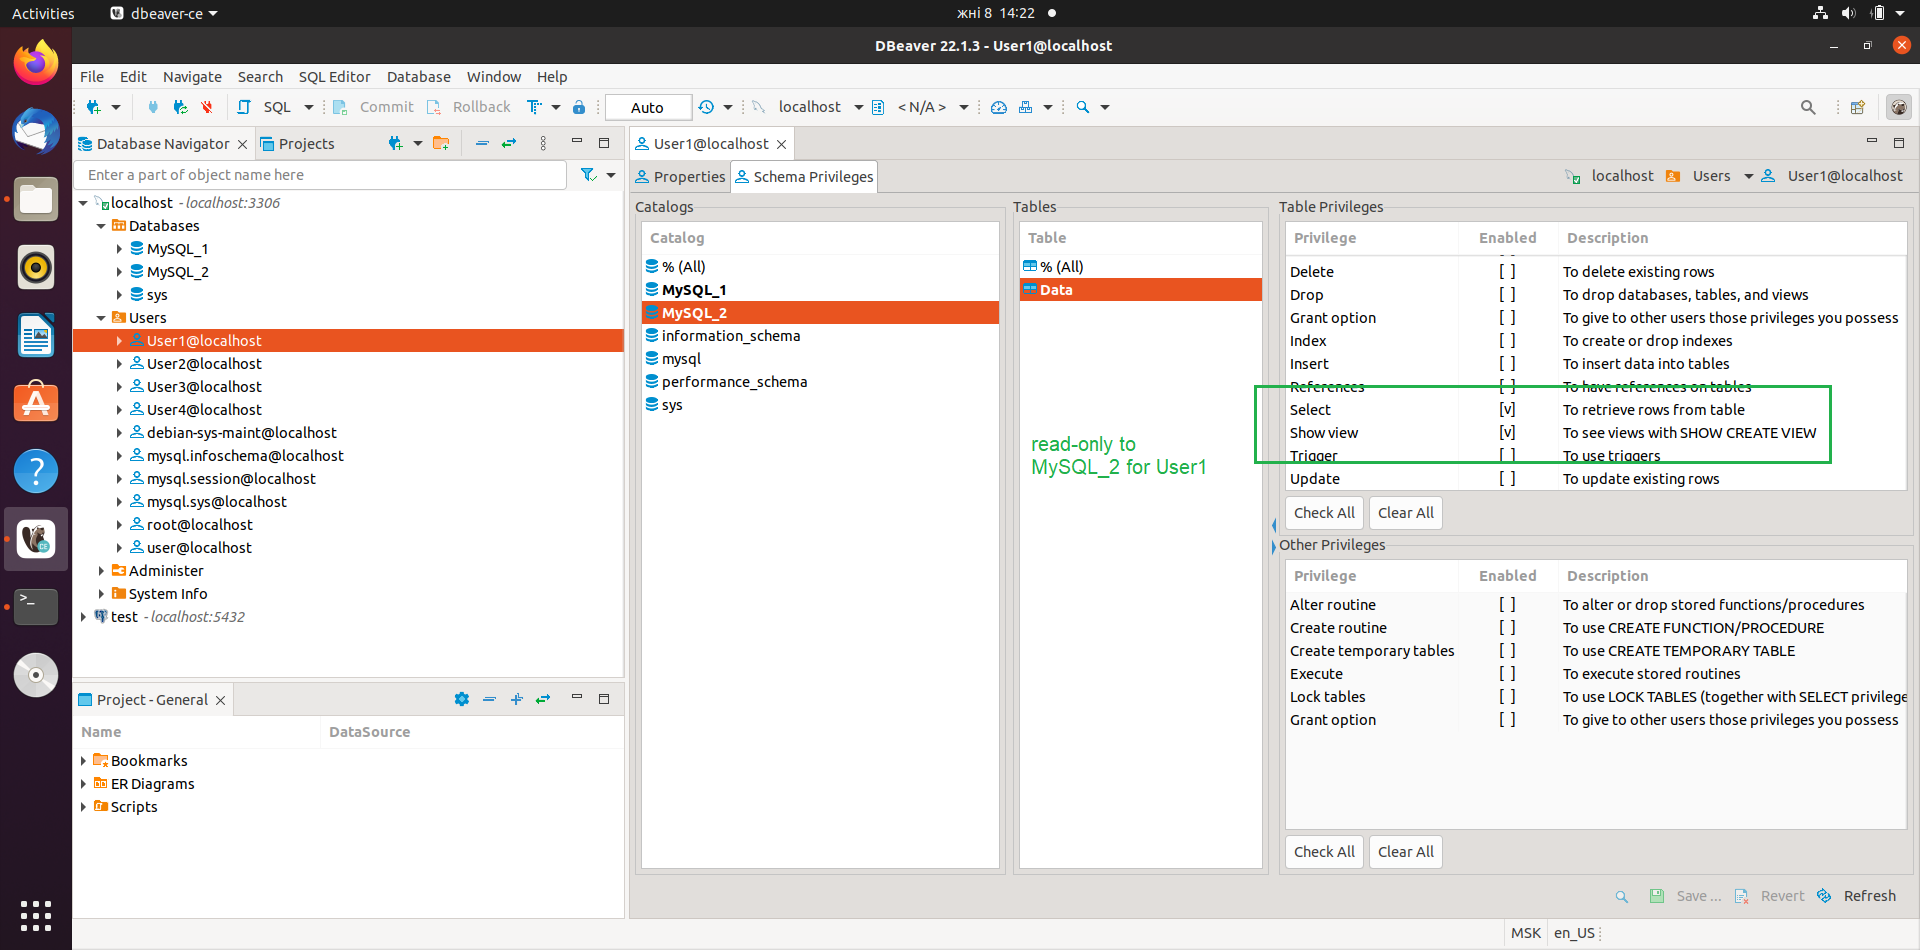 Activities
dbeaver-ce
жні 8 14:22
DBeaver 22.1.3 - User1@localhost
File Edit Navigate Search SQL Editor Database Window Help
SQL Commit Rollback Auto localhost < N/A >
Database Navigator Projects
Enter a part of object name here
localhost - localhost:3306
Databases
MySQL_1
MySQL_2
sys
Users
User1@localhost
User2@localhost
User3@localhost
User4@localhost
debian-sys-maint@localhost
mysql.infoschema@localhost
mysql.session@localhost
mysql.sys@localhost
root@localhost
user@localhost
Administer
System Info
test - localhost:5432
Project - General
Name DataSource
Bookmarks
ER Diagrams
Scripts
User1@localhost
Properties Schema Privileges
localhost Users User1@localhost
Catalogs
Catalog
% (All)
MySQL_1
MySQL_2
information_schema
mysql
performance_schema
sys
Tables
Table
% (All)
Data
read-only to
MySQL_2 for User1
Table Privileges
Privilege Enabled Description
Delete [ ] To delete existing rows
Drop [ ] To drop databases, tables, and views
Grant option [ ] To give to other users those privileges you possess
Index [ ] To create or drop indexes
Insert [ ] To insert data into tables
References [ ] To have references on tables
Select [v] To retrieve rows from table
Show view [v] To see views with SHOW CREATE VIEW
Trigger [ ] To use triggers
Update [ ] To update existing rows
Check All Clear All
Other Privileges
Privilege Enabled Description
Alter routine [ ] To alter or drop stored functions/procedures
Create routine [ ] To use CREATE FUNCTION/PROCEDURE
Create temporary tables [ ] To use CREATE TEMPORARY TABLE
Execute [ ] To execute stored routines
Lock tables [ ] To use LOCK TABLES (together with SELECT privilege
Grant option [ ] To give to other users those privileges you possess
Check All Clear All
Save ... Revert Refresh
MSK en_US